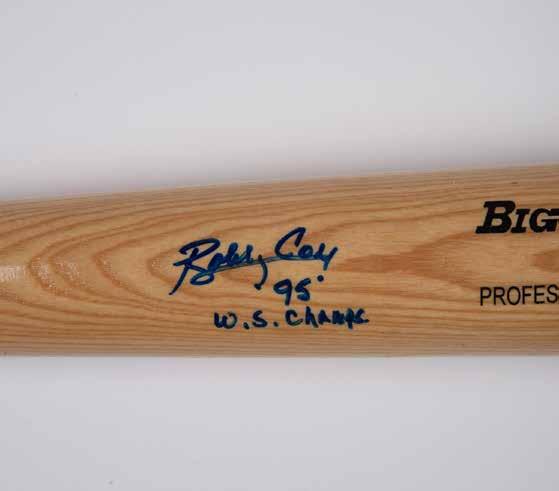 BIG
Bobby Cox
PROFES
95'
W.S. Champs